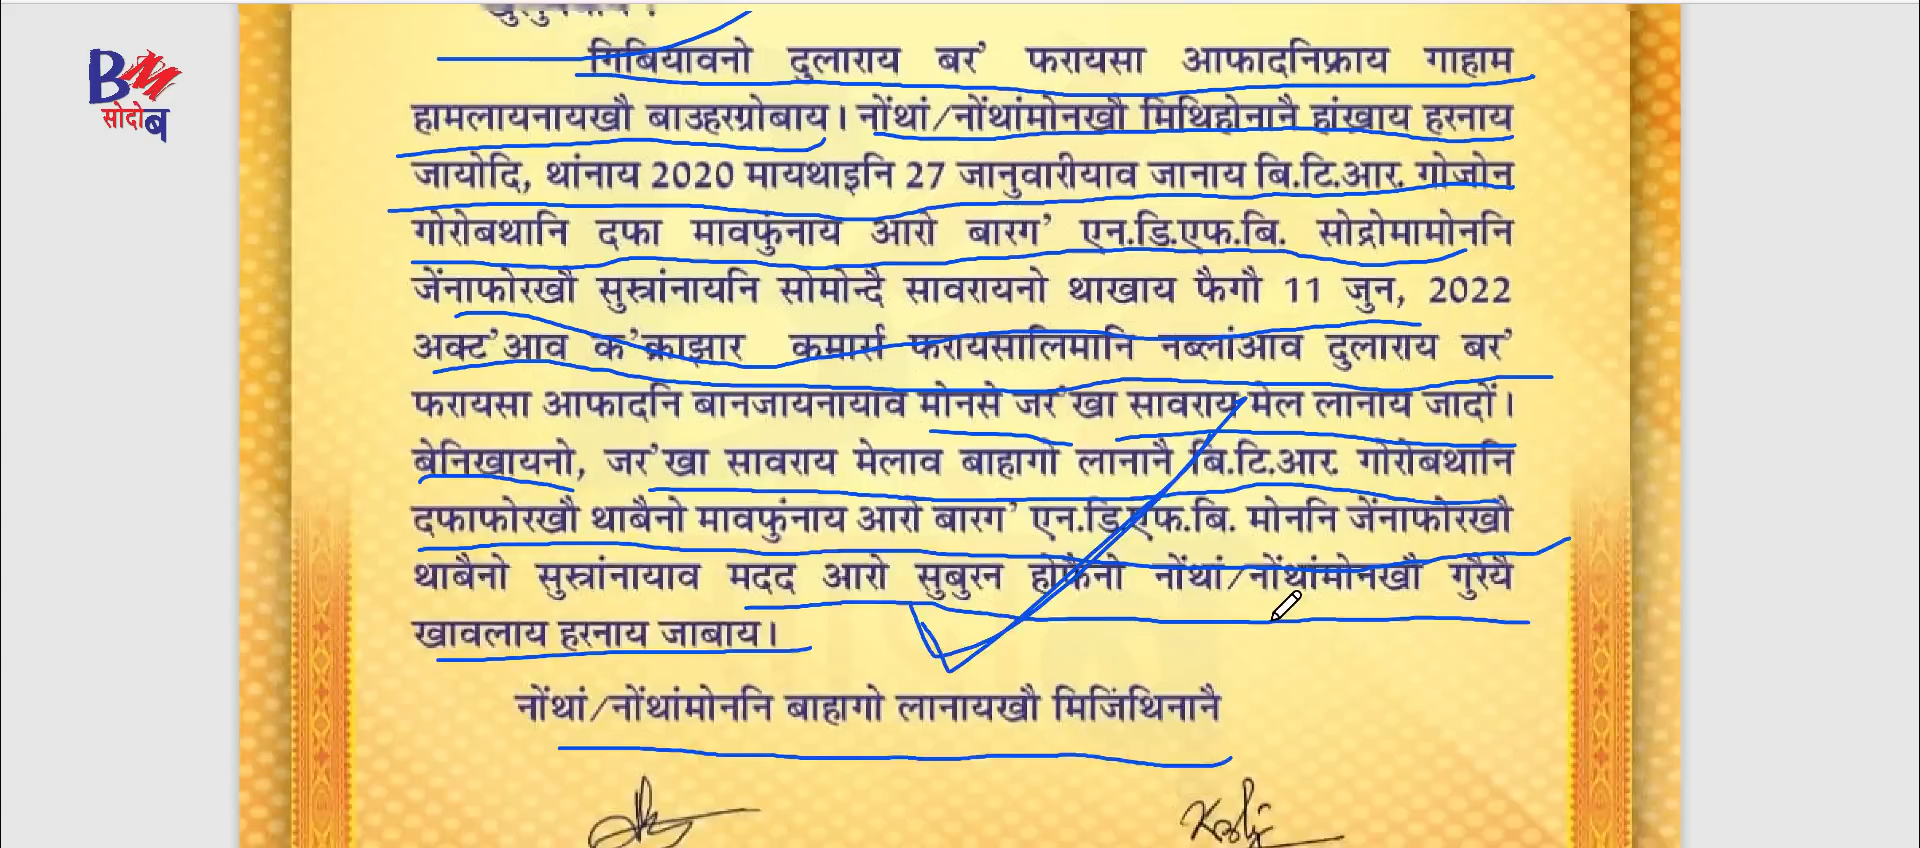 BM
सोदोब
गिबियावनो दुलाराय बर’ फरायसा आफादनिफ्राय गाहाम
हामलायनायखौ बाउहरग्रोबाय। नोंथां/नोंथांमोनखौ मिथिहोनानै हांखाय हरनाय
जायोदि, थांनाय 2020 मायथाइनि 27 जानुवारीयाव जानाय बि.टि.आर. गोजोन
गोरोबथानि दफा मावफुंनाय आरो बारग’ एन.डि.एफ.बि. सोद्रोमामोननि
जेंनाफोरखौ सुस्रांनायनि सोमोन्दै सावरायनो थाखाय फैगौ 11 जुन, 2022
अक्ट’आव क’क्राझार कमार्स फरायसालिमानि नब्लांआव दुलाराय बर’
फरायसा आफादनि बानजायनायाव मोनसे जर’खा सावराय मेल लानाय जादों।
बेनिखायनो, जर’खा सावराय मेलाव बाहागो लानानै बि.टि.आर. गोरोबथानि
दफाफोरखौ थाबैनो मावफुंनाय आरो बारग’ एन.डि.एफ.बि. मोननि जेंनाफोरखौ
थाबैनो सुस्रांनायाव मदद आरो सुबुरन होफैनो नोंथां/नोंथांमोनखौ गुरैयै
खावलाय हरनाय जाबाय।
नोंथां/नोंथांमोननि बाहागो लानायखौ मिजिंथिनानै